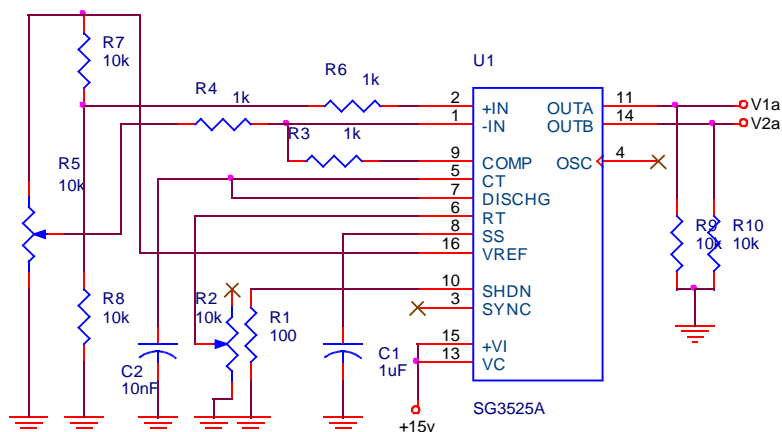 R7
10k
R6
1k
R4
1k
R3
1k
R5
10k
R8
10k
C2
10nF
R2
10k
R1
100
C1
1uF
+15v
U1
2
+IN
1
-IN
9
COMP
5
CT
7
DISCHG
6
RT
8
SS
16
VREF
10
SHDN
3
SYNC
15
+VI
13
VC
OUTA
11
OUTB
14
OSC
4
SG3525A
V1a
V2a
R9
10k
R10
10k